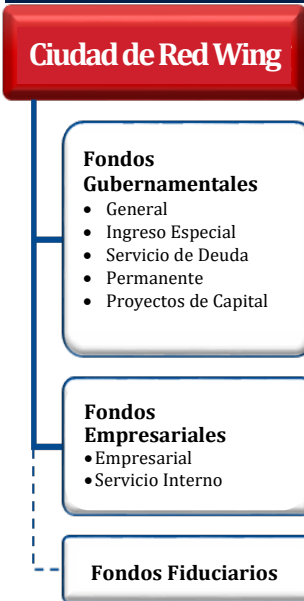 Ciudad de Red Wing
Fondos
Gubernamentales
• General
• Ingreso Especial
• Servicio de Deuda
• Permanente
• Proyectos de Capital
Fondos
Empresariales
• Empresarial
• Servicio Interno
Fondos Fiduciarios